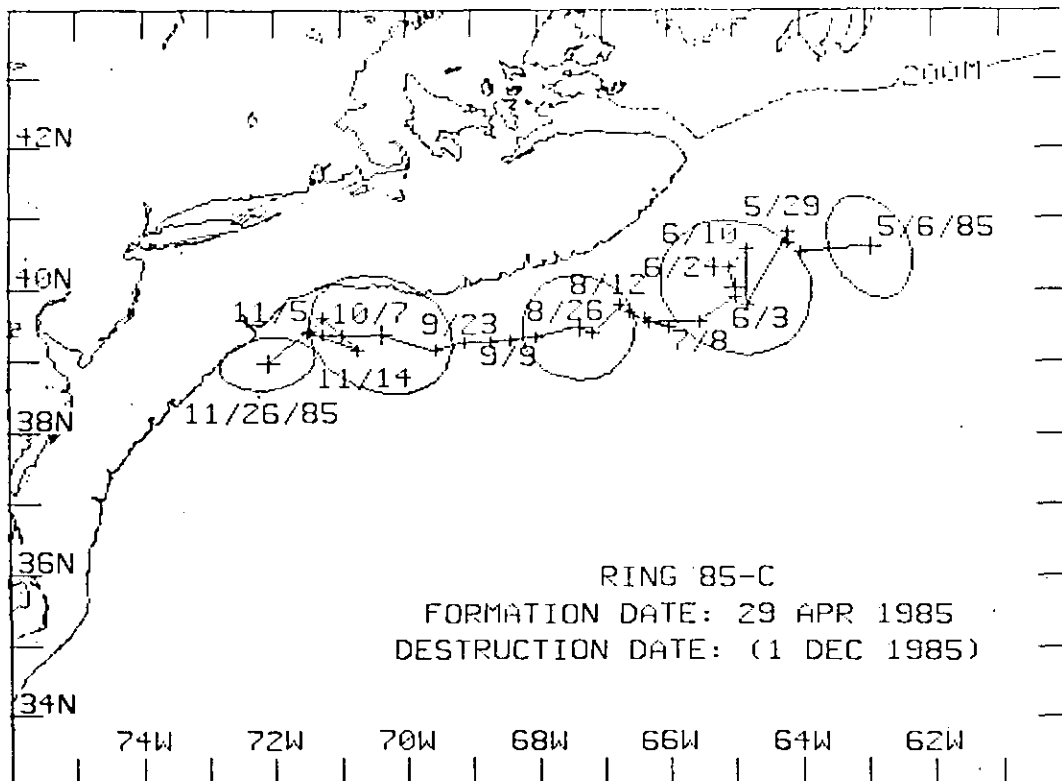 200M
42N
5/29
5/6/85
6/10
6/24
40N
8/12
11/5
10/7
9/23
8/26
6/3
7/8
9/9
11/14
11/26/85
38N
36N
RING 85-C
FORMATION DATE: 29 APR 1985
DESTRUCTION DATE: (1 DEC 1985)
34N
74W 72W 70W 68W 66W 64W 62W